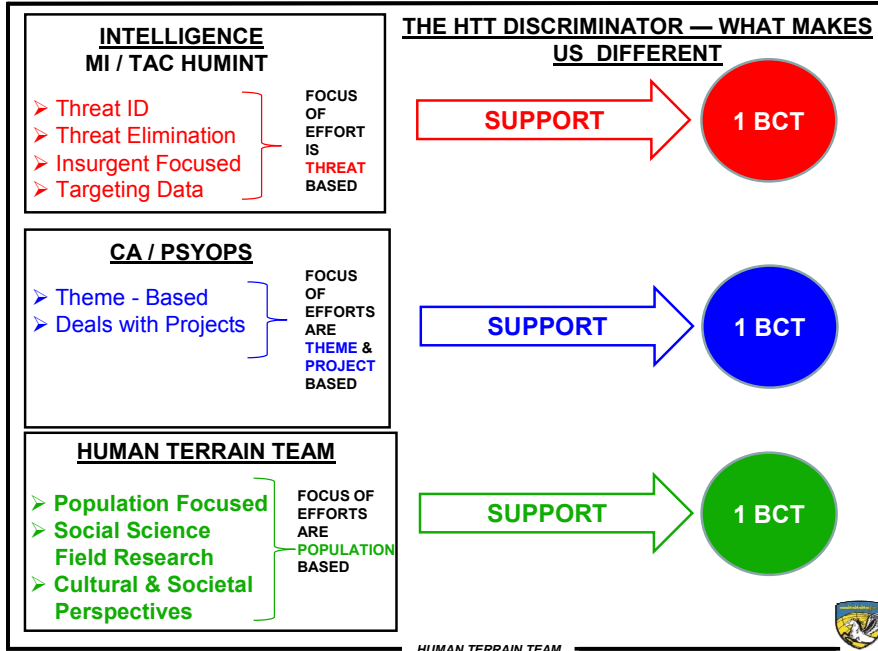 THE HTT DISCRIMINATOR — WHAT MAKES
US DIFFERENT
INTELLIGENCE
MI / TAC HUMINT
➢ Threat ID
➢ Threat Elimination
➢ Insurgent Focused
➢ Targeting Data
FOCUS
OF
EFFORT
IS
THREAT
BASED
SUPPORT
1 BCT
CA / PSYOPS
➢ Theme - Based
➢ Deals with Projects
FOCUS
OF
EFFORTS
ARE
THEME &
PROJECT
BASED
SUPPORT
1 BCT
HUMAN TERRAIN TEAM
➢ Population Focused
➢ Social Science
Field Research
➢ Cultural & Societal
Perspectives
FOCUS OF
EFFORTS
ARE
POPULATION
BASED
SUPPORT
1 BCT
HUMAN TERRAIN TEAM